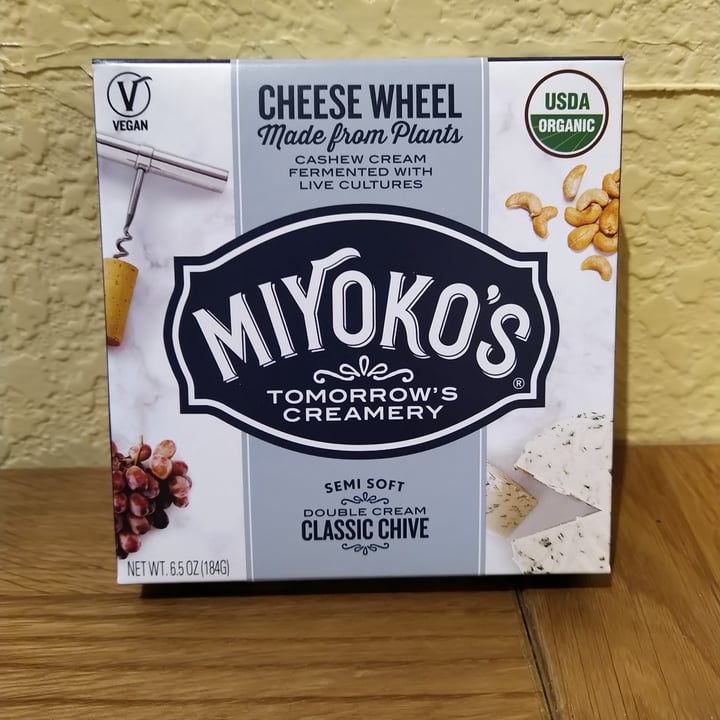 V
VEGAN
CHEESE WHEEL
Made from Plants
CASHEW CREAM
FERMENTED WITH
LIVE CULTURES
USDA
ORGANIC
MIYOKO'S
®
TOMORROW'S
CREAMERY
SEMI SOFT
DOUBLE CREAM
CLASSIC CHIVE
NET WT. 6.5 OZ (184G)